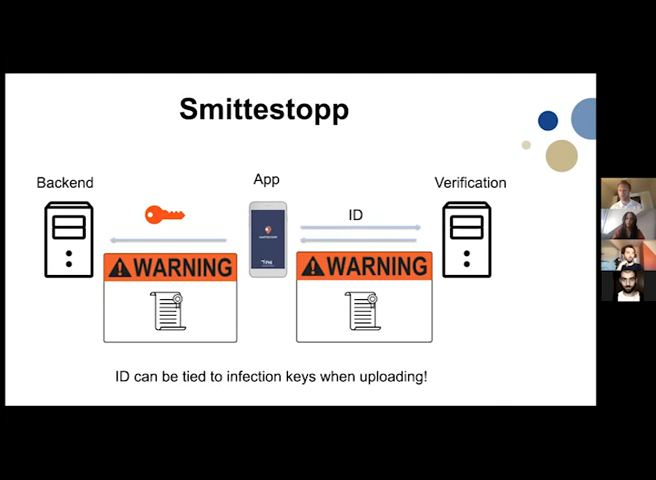 Smittestopp
Backend
App
Verification
ID
WARNING
WARNING
ID can be tied to infection keys when uploading!